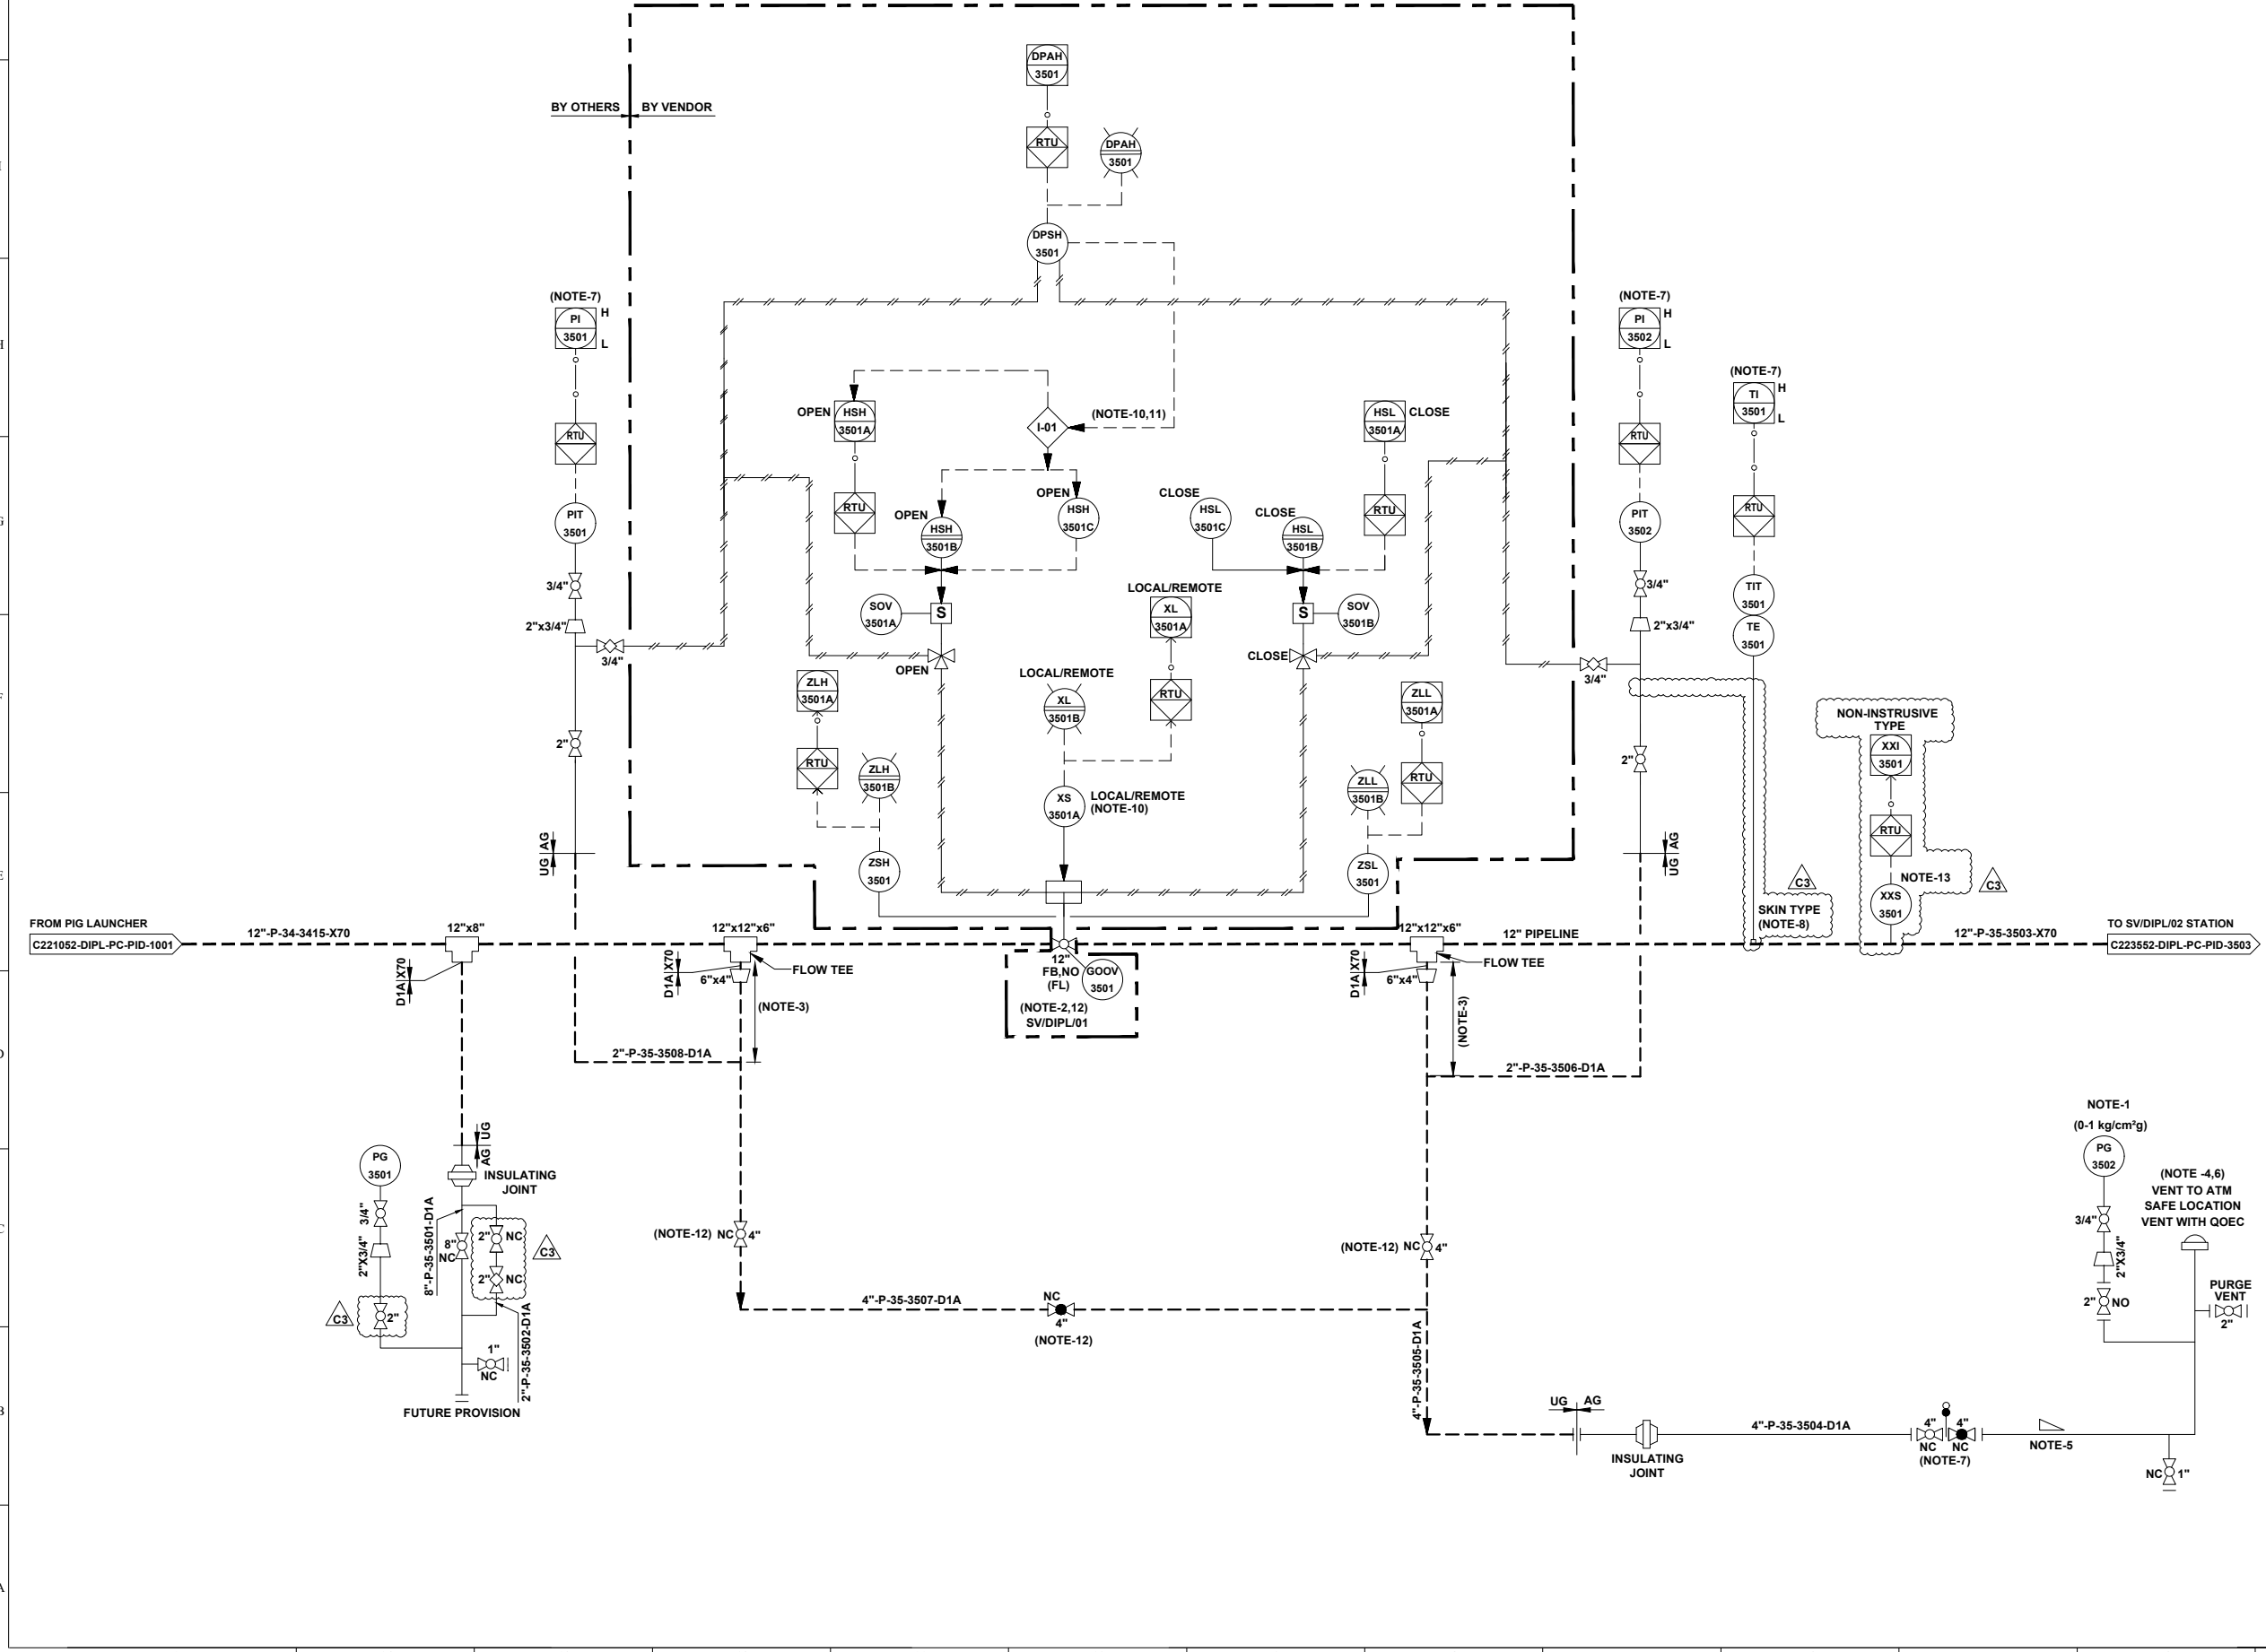 DPAH
3501
BY OTHERS
BY VENDOR
RTU
DPAH
3501
DPSH
3501
(NOTE-7)
PI
3501
H
L
(NOTE-7)
PI
3502
H
L
(NOTE-7)
TI
3501
H
L
OPEN
HSH
3501A
I-01
(NOTE-10,11)
HSL
3501A
CLOSE
RTU
RTU
RTU
RTU
RTU
PIT
3501
OPEN
HSH
3501B
OPEN
HSH
3501C
CLOSE
HSL
3501C
CLOSE
HSL
3501B
PIT
3502
3/4"
3/4"
TIT
3501
TE
3501
2"x3/4"
2"x3/4"
SOV
3501A
S
LOCAL/REMOTE
XL
3501A
S
SOV
3501B
3/4"
OPEN
CLOSE
3/4"
ZLH
3501A
LOCAL/REMOTE
XL
3501B
RTU
ZLL
3501A
NON-INSTRUSIVE
TYPE
XXI
3501
2"
2"
RTU
ZLH
3501B
XS
3501A
LOCAL/REMOTE
(NOTE-10)
ZLL
3501B
RTU
RTU
UG
AG
UG
AG
ZSH
3501
ZSL
3501
C3
NOTE-13
C3
XXS
3501
SKIN TYPE
(NOTE-8)
FROM PIG LAUNCHER
C221052-DIPL-PC-PID-1001
12"-P-34-3415-X70
12"x8"
12"x12"x6"
12"x12"x6"
12" PIPELINE
12"-P-35-3503-X70
TO SV/DIPL/02 STATION
C223552-DIPL-PC-PID-3503
D1A
X70
D1A
X70
6"x4"
FLOW TEE
(NOTE-3)
12"
FB,NO
(FL)
GOOV
3501
(NOTE-2,12)
SV/DIPL/01
D1A
X70
6"x4"
FLOW TEE
(NOTE-3)
2"-P-35-3508-D1A
2"-P-35-3506-D1A
NOTE-1
(0-1 kg/cm²g)
PG
3502
PG
3501
AG
UG
INSULATING
JOINT
(NOTE -4,6)
VENT TO ATM
SAFE LOCATION
VENT WITH QOEC
3/4"
2"X3/4"
8"-P-35-3501-D1A
8"
NC
2"
NC
2"
NC
C3
C3
2"
(NOTE-12)
NC
4"
(NOTE-12)
NC
4"
3/4"
2"X3/4"
2"
NO
PURGE
VENT
2"
4"-P-35-3507-D1A
NC
4"
(NOTE-12)
1"
NC
2"-P-35-3502-D1A
FUTURE PROVISION
4"-P-35-3505-D1A
UG
AG
INSULATING
JOINT
4"-P-35-3504-D1A
4"
4"
NC
NC
(NOTE-7)
NOTE-5
NC
1"
H
G
F
E
D
C
B
A